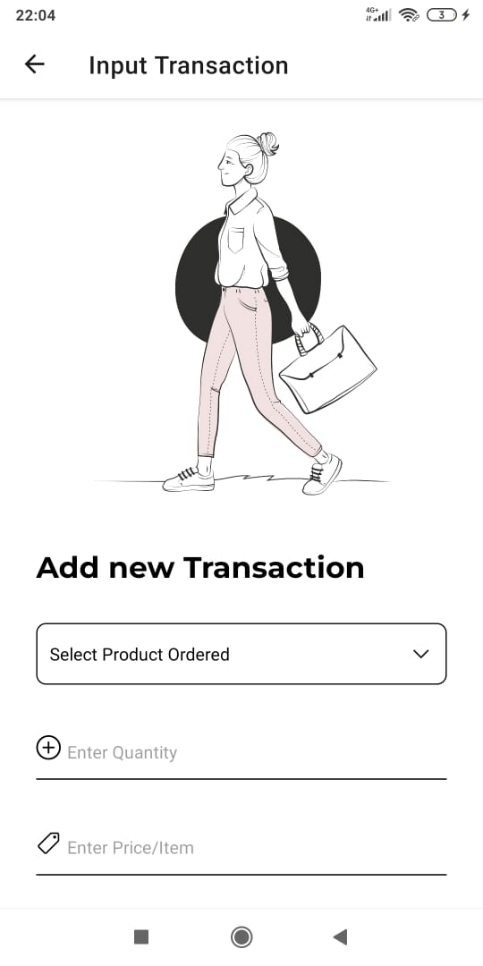 22:04
4G+
3
Input Transaction
Add new Transaction
Select Product Ordered
Enter Quantity
Enter Price/Item